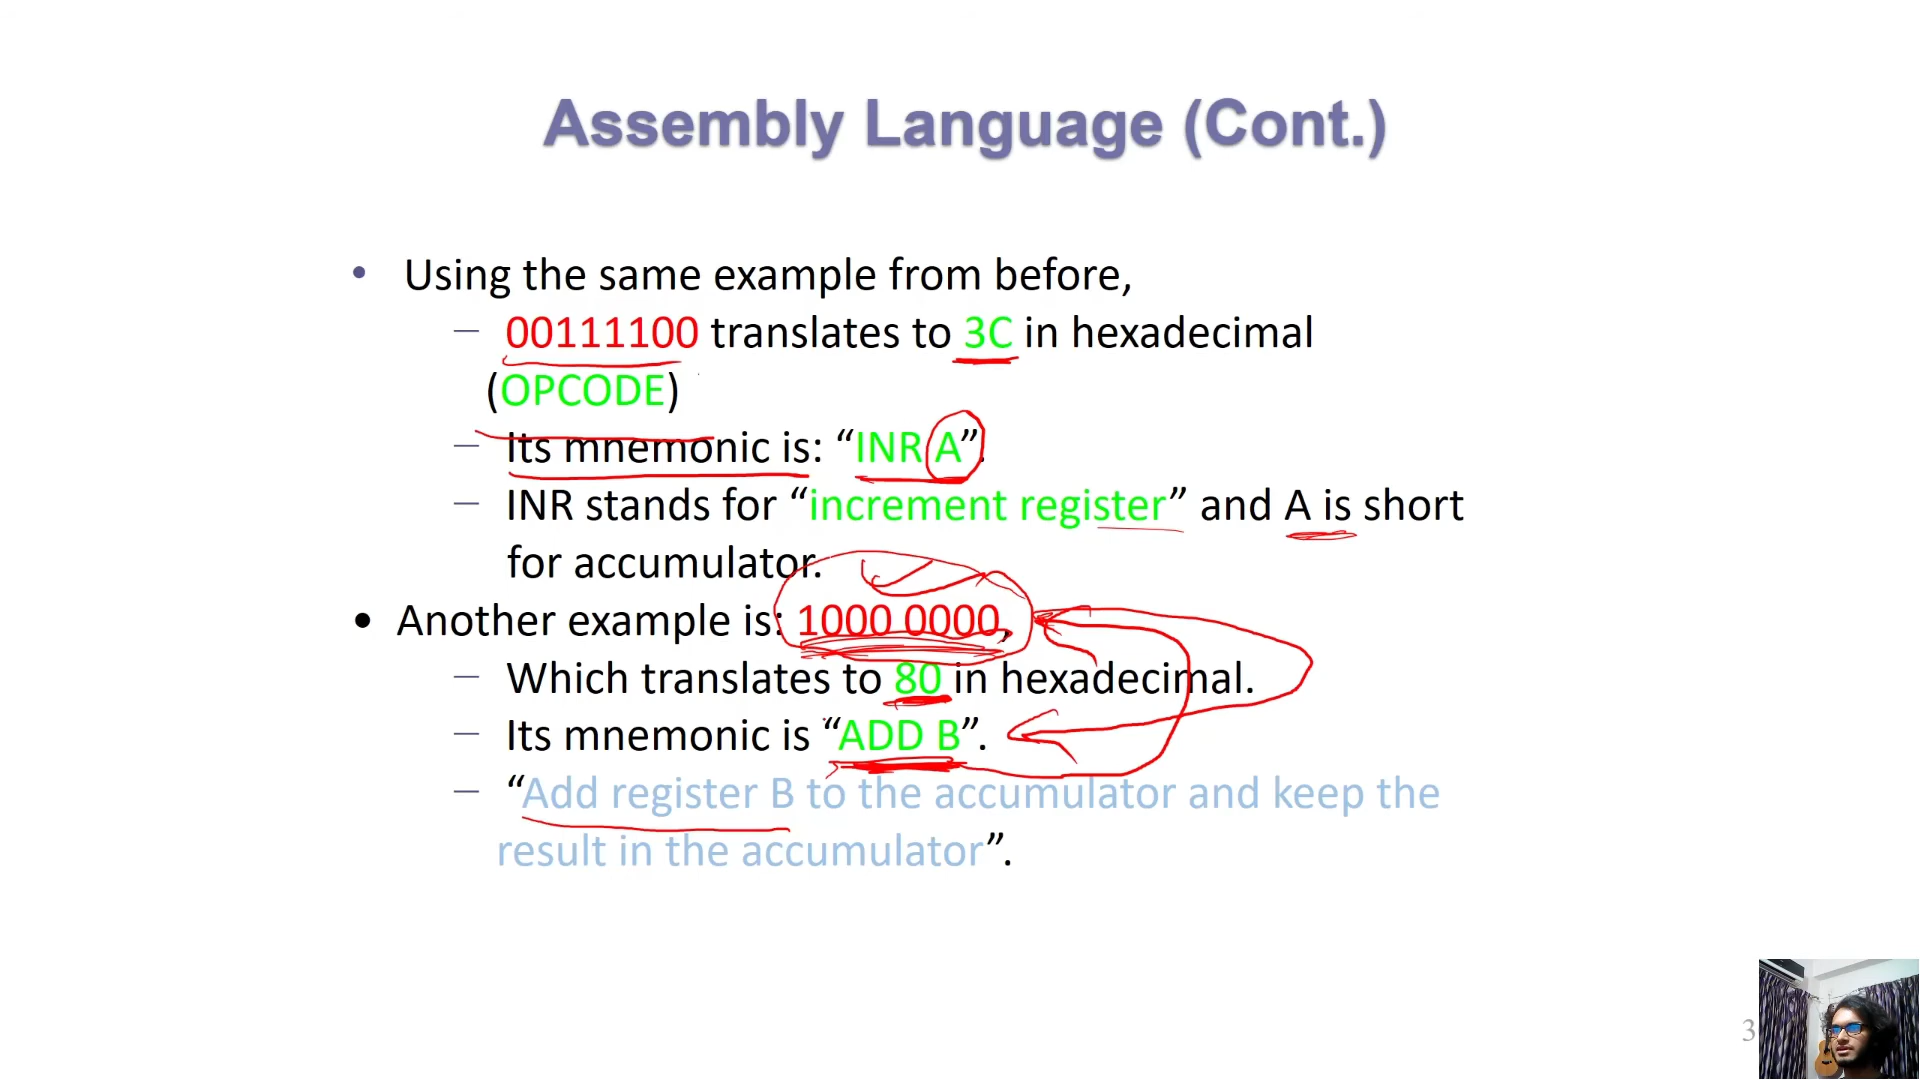 Assembly Language (Cont.)
• Using the same example from before,
– 00111100 translates to 3C in hexadecimal
(OPCODE)
– Its mnemonic is: “INR A”.
– INR stands for “increment register” and A is short
for accumulator.
• Another example is: 1000 0000,
– Which translates to 80 in hexadecimal.
– Its mnemonic is “ADD B”.
– “Add register B to the accumulator and keep the
result in the accumulator”.
3